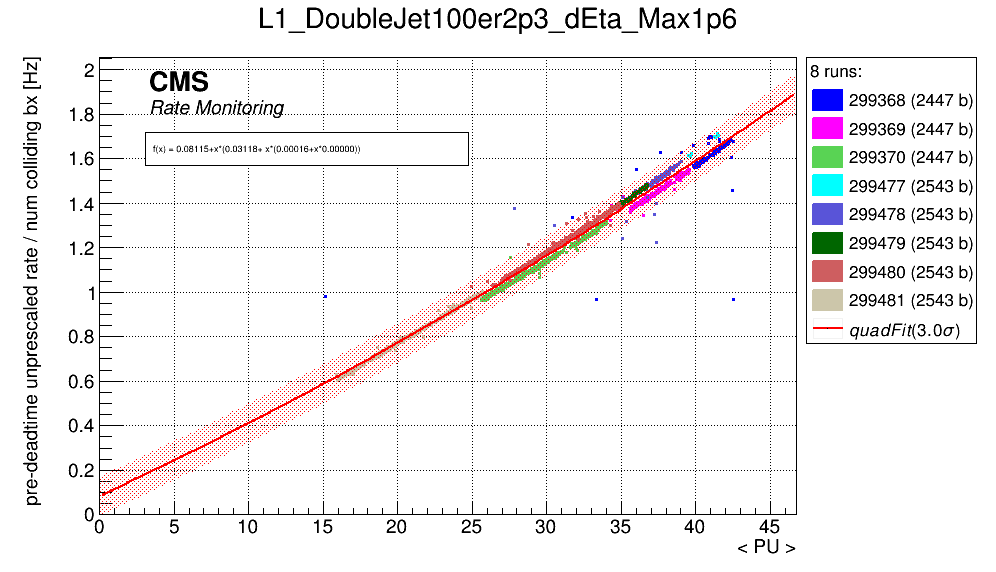 L1_DoubleJet100er2p3_dEta_Max1p6
pre-deadtime unprescaled rate / num colliding bx [Hz]
CMS
Rate Monitoring
f(x) = 0.08115+x*(0.03118+ x*(0.00016+x*0.00000))
2
1.8
1.6
1.4
1.2
1
0.8
0.6
0.4
0.2
0
0 5 10 15 20 25 30 35 40 45
< PU >
8 runs:
299368 (2447 b)
299369 (2447 b)
299370 (2447 b)
299477 (2543 b)
299478 (2543 b)
299479 (2543 b)
299480 (2543 b)
299481 (2543 b)
quadFit(3.0σ)